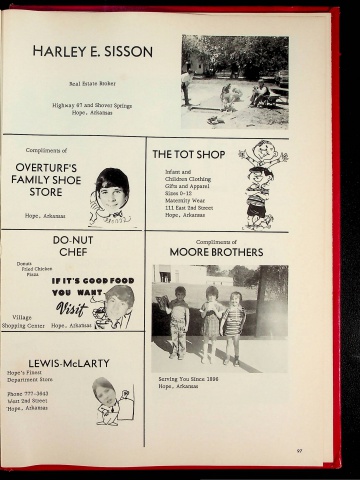 HARLEY E. SISSON
Real Estate Broker
Highway 67 and Shover Springs
Hope, Arkansas
Compliments of
OVERTURF'S
FAMILY SHOE
STORE
Hope, Arkansas
THE TOT SHOP
Infant and
Children Clothing
Gifts and Apparel
Sizes 0-12
Maternity Wear
111 East 2nd Street
Hope, Arkansas
DO-NUT
CHEF
Donuts
Fried Chicken
Pizza
IF IT'S GOOD FOOD
YOU WANT
Visit
Village
Shopping Center Hope, Arkansas
Compliments of
MOORE BROTHERS
Serving You Since 1896
Hope, Arkansas
LEWIS-McLARTY
Hope's Finest
Department Store
Phone 777-3643
West 2nd Street
Hope, Arkansas
97